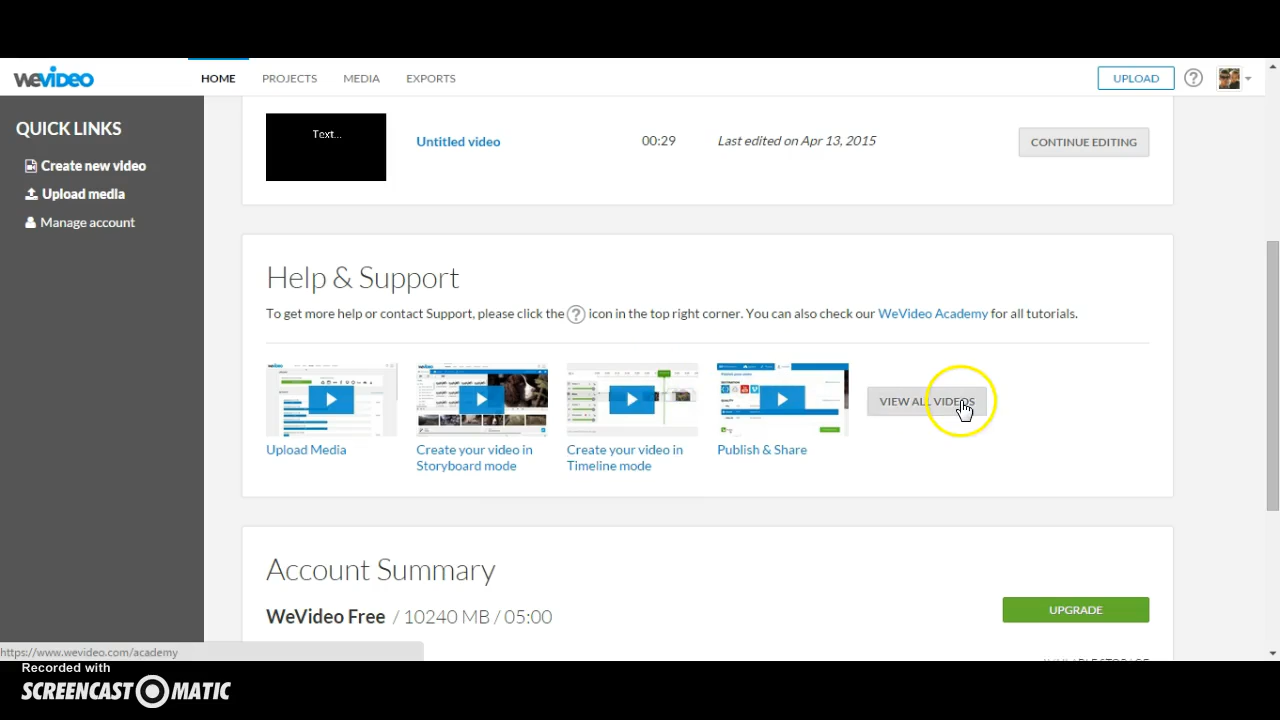 wevideo
HOME PROJECTS MEDIA EXPORTS
UPLOAD ?
QUICK LINKS
Create new video
Upload media
Manage account
Text...
Untitled video 00:29 Last edited on Apr 13, 2015 CONTINUE EDITING
Help & Support
To get more help or contact Support, please click the ? icon in the top right corner. You can also check our WeVideo Academy for all tutorials.
VIEW ALL VIDEOS
Upload Media
Create your video in
Storyboard mode
Create your video in
Timeline mode
Publish & Share
Account Summary
WeVideo Free / 10240 MB / 05:00
UPGRADE
https://www.wevideo.com/academy
Recorded with
SCREENCAST MATIC